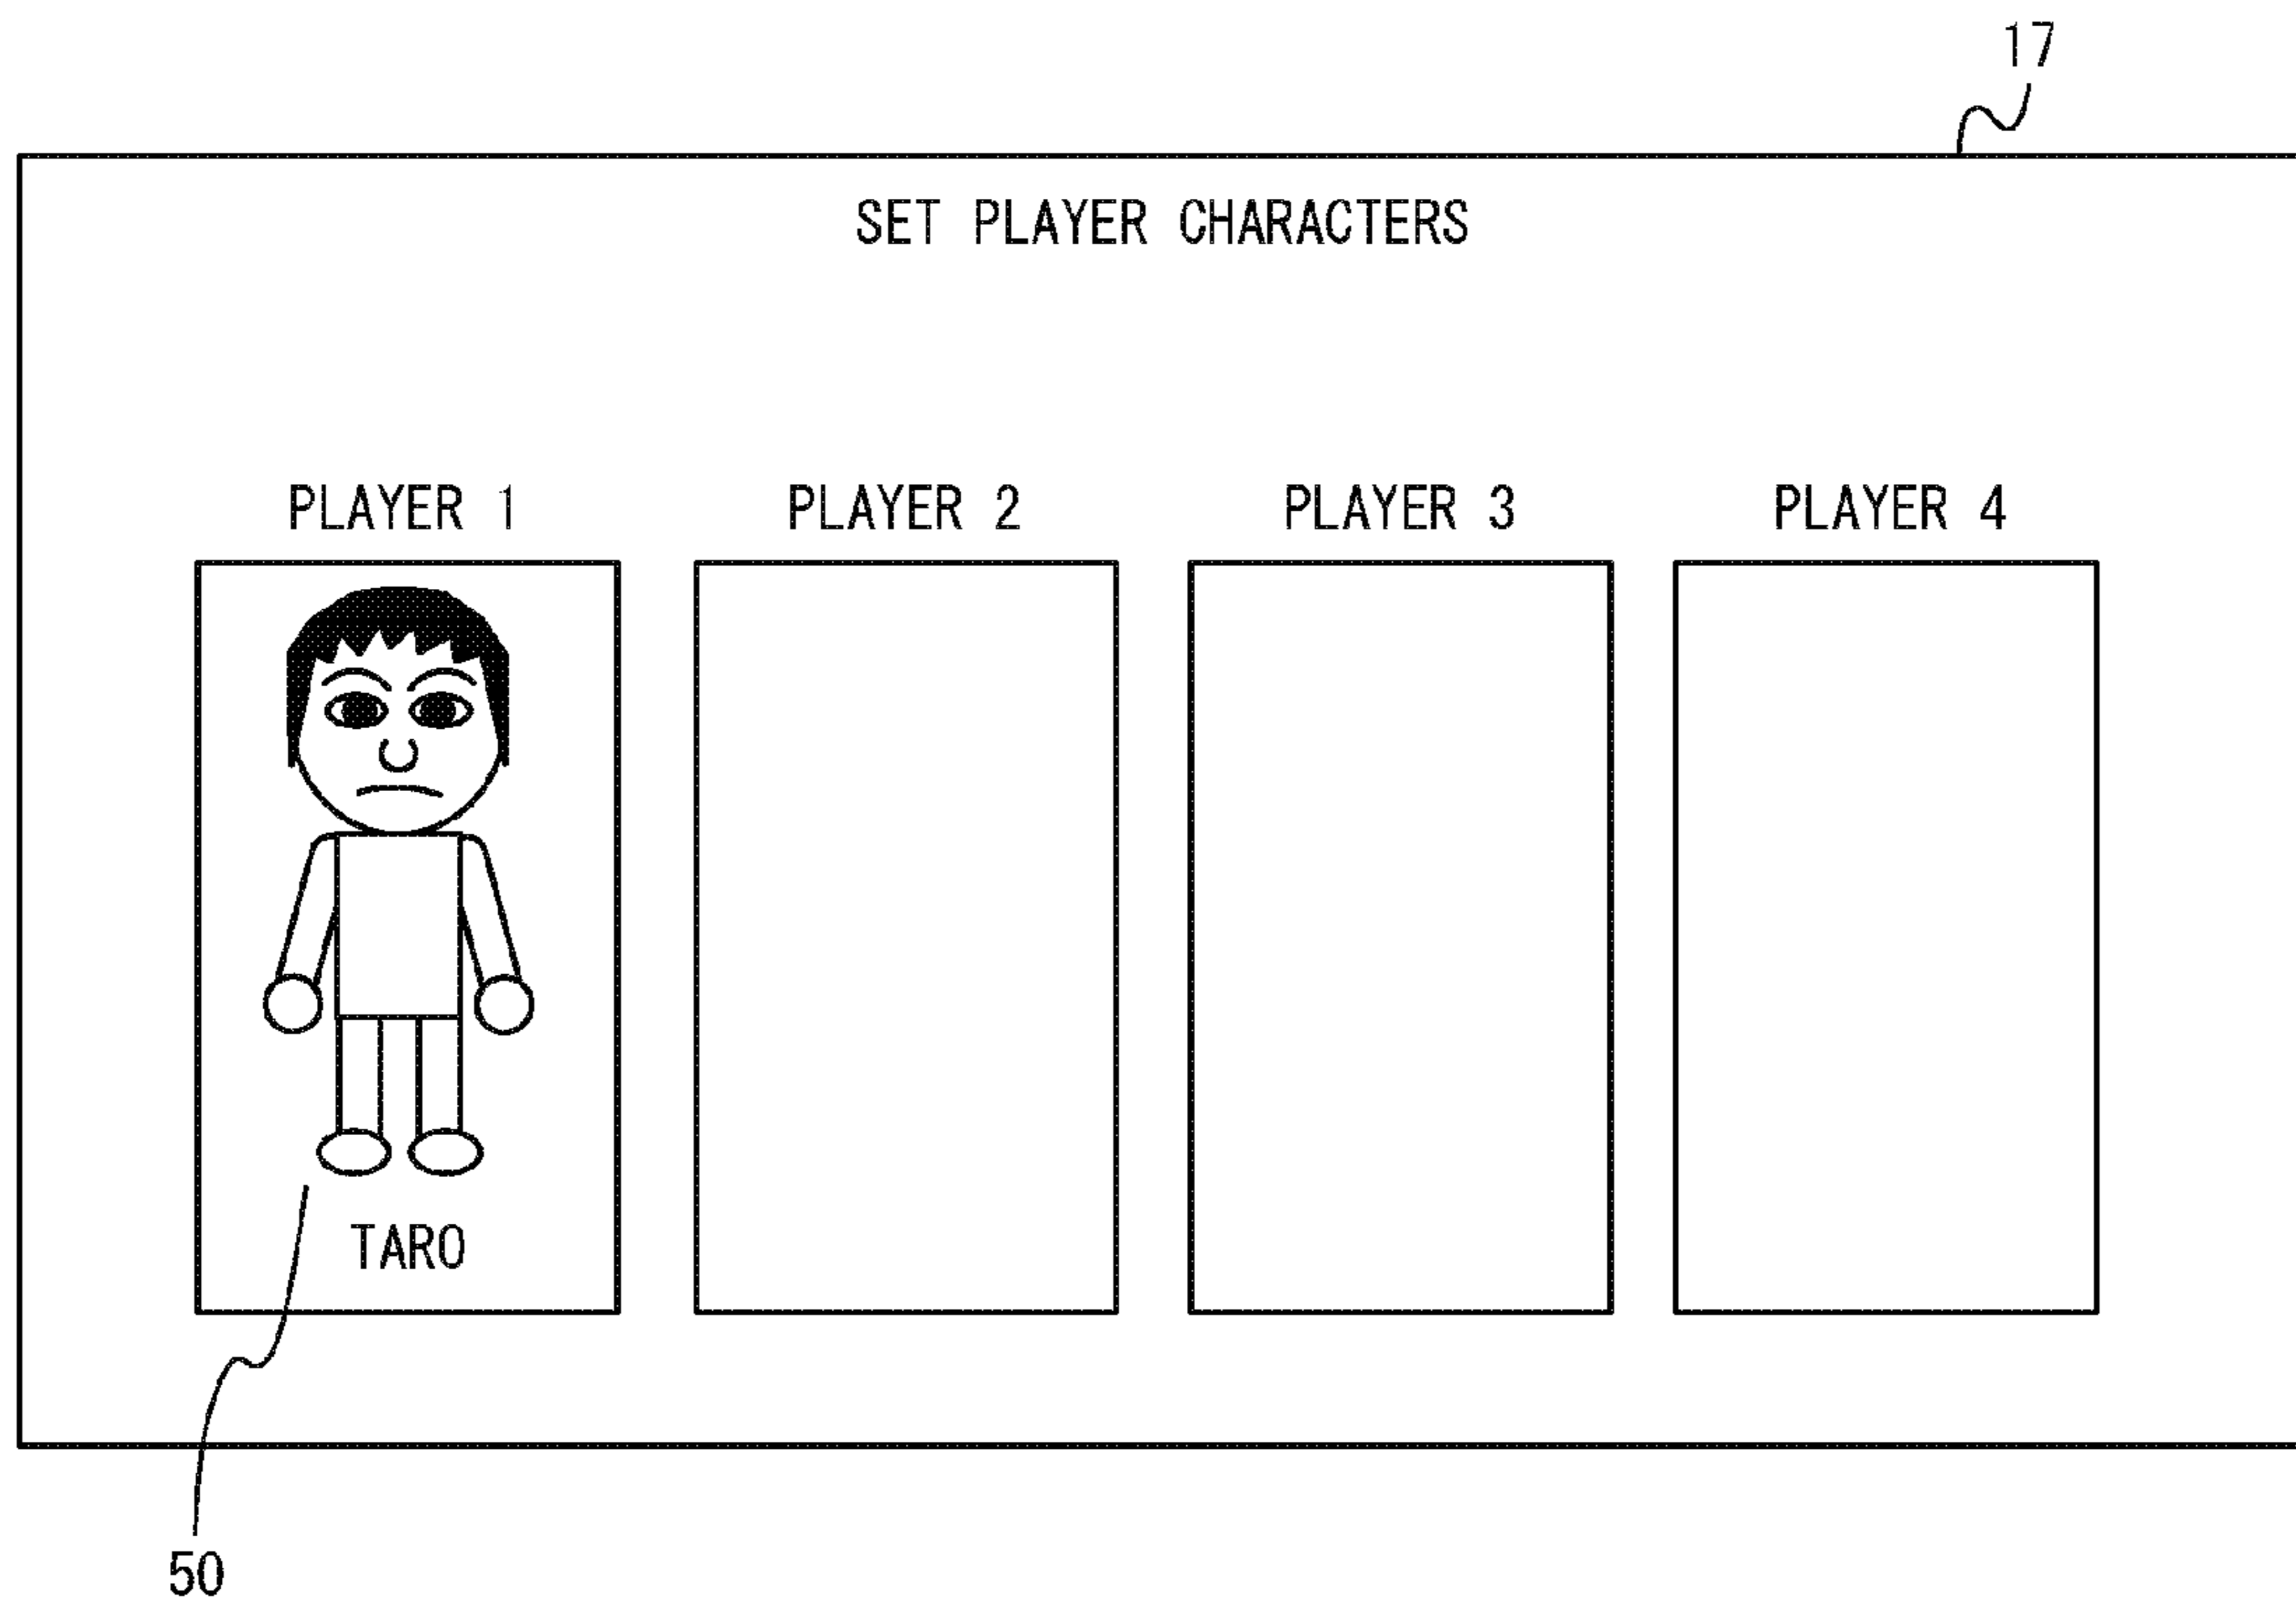 17
SET PLAYER CHARACTERS
PLAYER 1 PLAYER 2 PLAYER 3 PLAYER 4
TARO
50